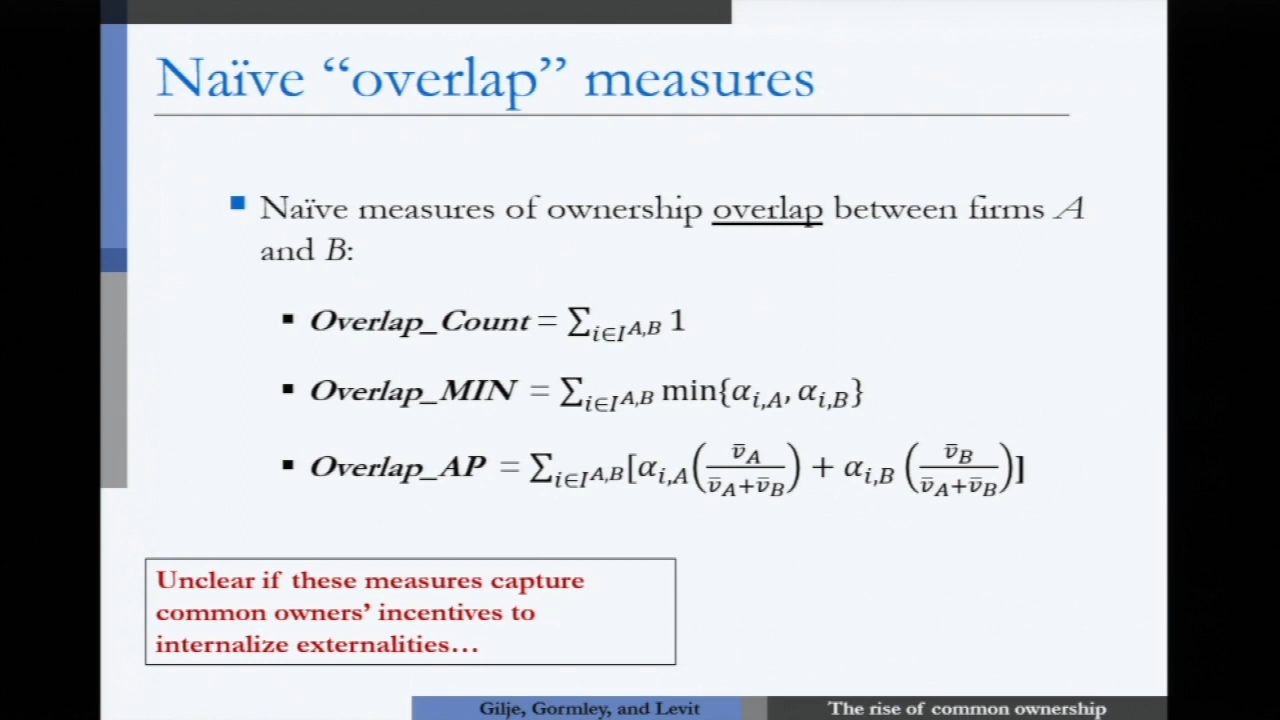 Naïve “overlap” measures
Naïve measures of ownership overlap between firms A
and B:
Overlap_Count = ∑_{i∈I^{A,B}} 1
Overlap_MIN = ∑_{i∈I^{A,B}} min{α_{i,A}, α_{i,B}}
Overlap_AP = ∑_{i∈I^{A,B}}[α_{i,A}(v̄_A/(v̄_A+v̄_B)) + α_{i,B}(v̄_B/(v̄_A+v̄_B))]
Unclear if these measures capture
common owners’ incentives to
internalize externalities…
Gilje, Gormley, and Levit
The rise of common ownership